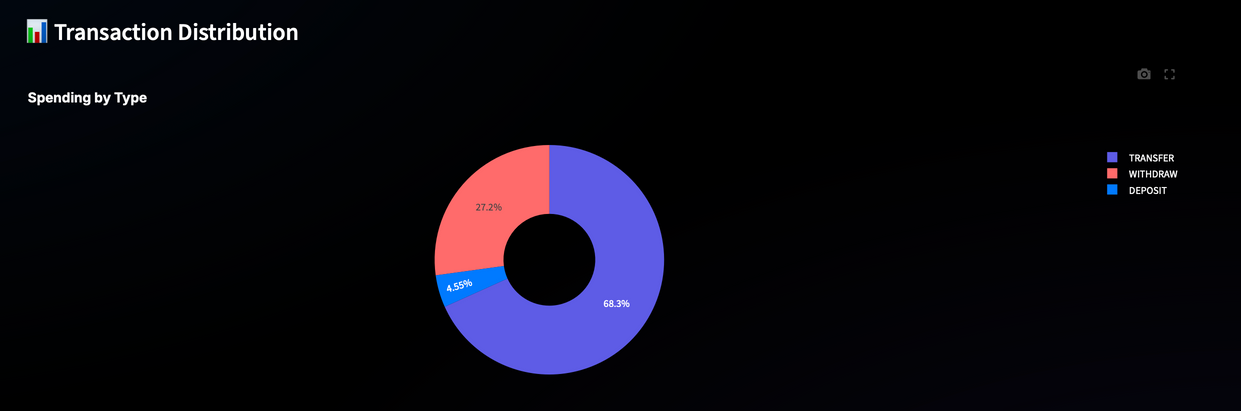 Transaction Distribution
Spending by Type
TRANSFER
WITHDRAW
DEPOSIT
27.2%
4.55%
68.3%